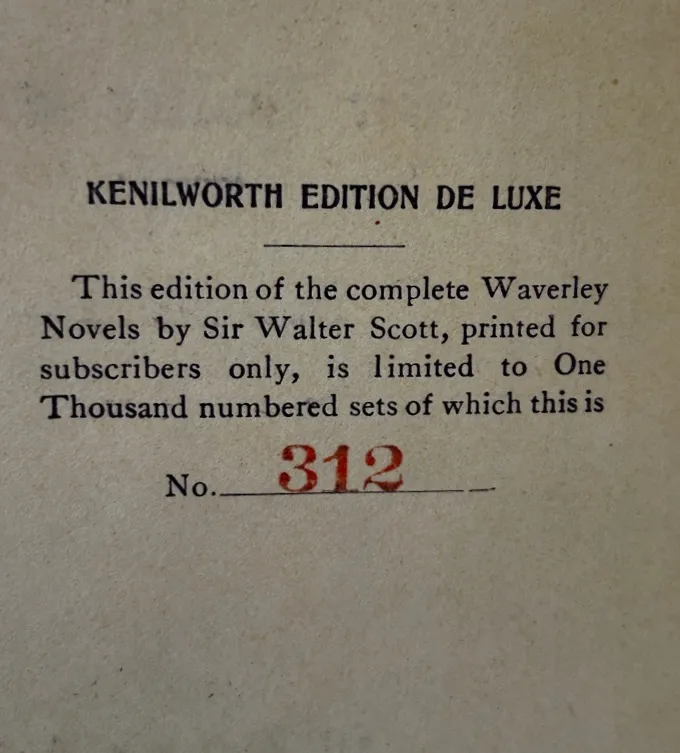 KENILWORTH EDITION DE LUXE
This edition of the complete Waverley
Novels by Sir Walter Scott, printed for
subscribers only, is limited to One
Thousand numbered sets of which this is
No. 312